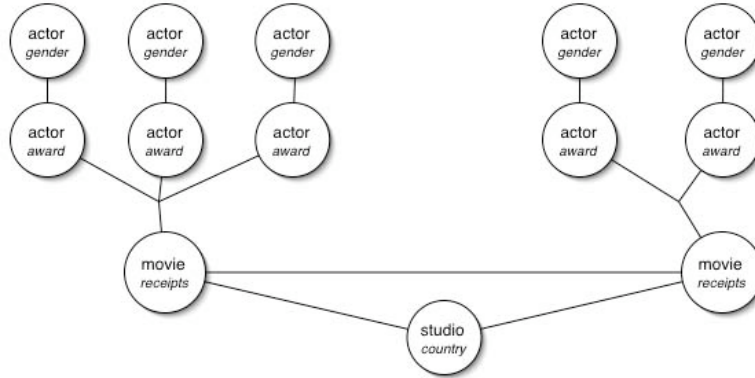 actor
gender
actor
gender
actor
gender
actor
gender
actor
gender
actor
award
actor
award
actor
award
actor
award
actor
award
movie
receipts
movie
receipts
studio
country